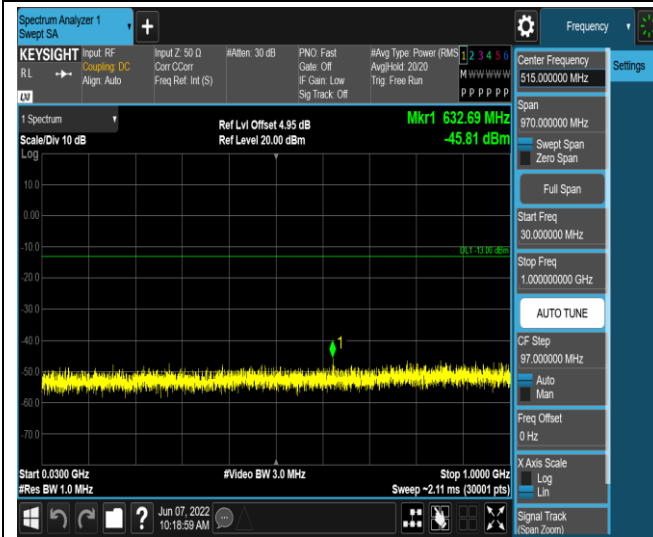 Spectrum Analyzer 1
Swept SA
+
Frequency
KEYSIGHT
RL
LXI
Input: RF
Coupling: DC
Align: Auto
Input Z: 50 Ω
Corr CCorr
Freq Ref: Int (S)
#Atten: 30 dB
PNO: Fast
Gate: Off
IF Gain: Low
Sig Track: Off
#Avg Type: Power (RMS
Avg|Hold: 20/20
Trig: Free Run
1 2 3 4 5 6
M W W W W W
P P P P P P
Center Frequency
515.000000 MHz
Settings
Span
970.000000 MHz
Swept Span
Zero Span
Full Span
Start Freq
30.000000 MHz
Stop Freq
1.000000000 GHz
AUTO TUNE
CF Step
97.000000 MHz
Auto
Man
Freq Offset
0 Hz
X Axis Scale
Log
Lin
Signal Track
(Span Zoom)
1 Spectrum
Scale/Div 10 dB
Ref Lvl Offset 4.95 dB
Ref Level 20.00 dBm
Mkr1 632.69 MHz
-45.81 dBm
Log
10.0
0.00
-10.0
DL1 -13.00 dBm
-20.0
-30.0
-40.0
1
-50.0
-60.0
-70.0
Start 0.0300 GHz
#Res BW 1.0 MHz
#Video BW 3.0 MHz
Stop 1.0000 GHz
Sweep ~2.11 ms (30001 pts)
?
Jun 07, 2022
10:18:59 AM